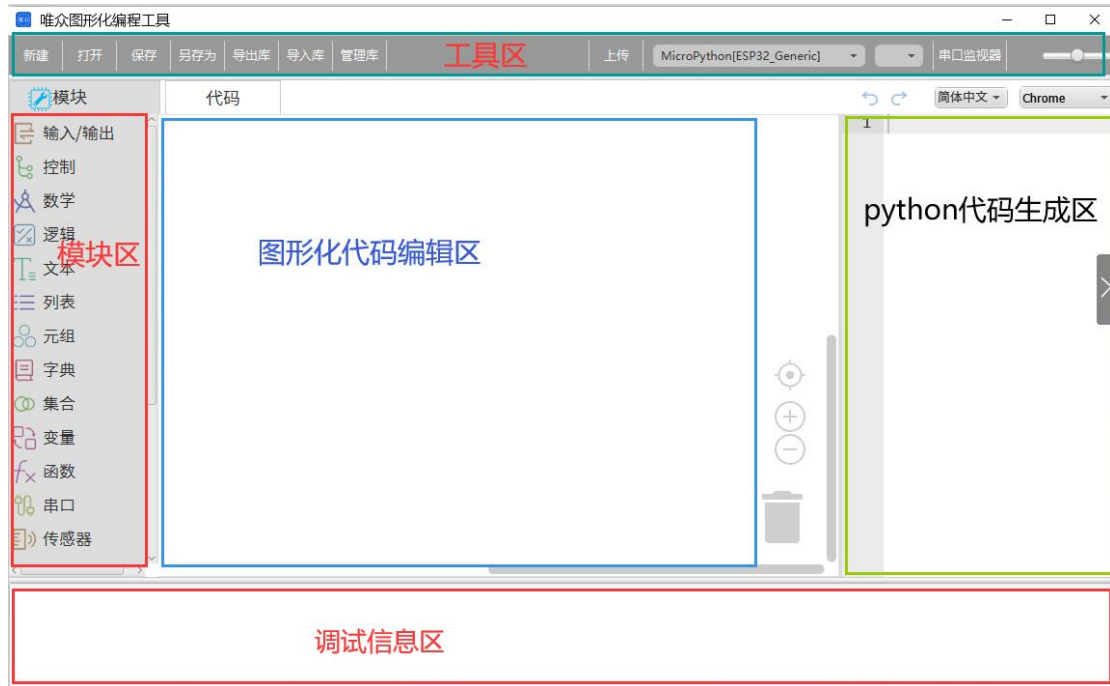 唯众图形化编程工具
新建 打开 保存 另存为 导出库 导入库 管理库 工具区 上传 MicroPython[ESP32_Generic] 串口监视器
模块 代码 简体中文 Chrome
1
输入/输出
控制
数学
逻辑
文本
列表
元组
字典
集合
变量
函数
串口
传感器
模块区
图形化代码编辑区
python代码生成区
调试信息区